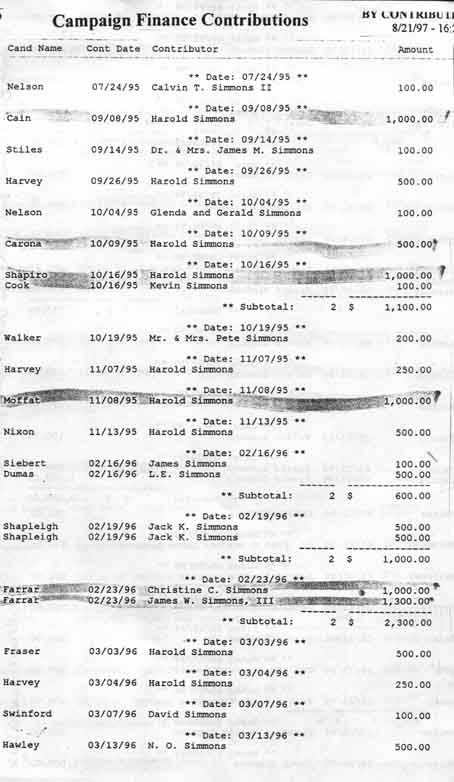 Campaign Finance Contributions
BY CONTRIBUT
8/21/97 - 16:
Cand Name Cont Date Contributor Amount
** Date: 07/24/95 **
Nelson 07/24/95 Calvin T. Simmons II 100.00
** Date: 09/08/95 **
Cain 09/08/95 Harold Simmons 1,000.00
** Date: 09/14/95 **
Stiles 09/14/95 Dr. & Mrs. James M. Simmons 100.00
** Date: 09/26/95 **
Harvey 09/26/95 Harold Simmons 500.00
** Date: 10/04/95 **
Nelson 10/04/95 Glenda and Gerald Simmons 100.00
** Date: 10/09/95 **
Carona 10/09/95 Harold Simmons 500.00
** Date: 10/16/95 **
Shapiro 10/16/95 Harold Simmons 1,000.00
Cook 10/16/95 Kevin Simmons 100.00
** Subtotal: 2 $ 1,100.00
** Date: 10/19/95 **
Walker 10/19/95 Mr. & Mrs. Pete Simmons 200.00
** Date: 11/07/95 **
Harvey 11/07/95 Harold Simmons 250.00
** Date: 11/08/95 **
Moffat 11/08/95 Harold Simmons 1,000.00
** Date: 11/13/95 **
Nixon 11/13/95 Harold Simmons 500.00
** Date: 02/16/96 **
Siebert 02/16/96 James Simmons 100.00
Dumas 02/16/96 L.E. Simmons 500.00
** Subtotal: 2 $ 600.00
** Date: 02/19/96 **
Shapleigh 02/19/96 Jack K. Simmons 500.00
Shapleigh 02/19/96 Jack K. Simmons 500.00
** Subtotal: 2 $ 1,000.00
** Date: 02/23/96 **
Farrar 02/23/96 Christine C. Simmons 1,000.00
Farrar 02/23/96 James W. Simmons, III 1,300.00
** Subtotal: 2 $ 2,300.00
** Date: 03/03/96 **
Fraser 03/03/96 Harold Simmons 500.00
** Date: 03/04/96 **
Harvey 03/04/96 Harold Simmons 250.00
** Date: 03/07/96 **
Swinford 03/07/96 David Simmons 100.00
** Date: 03/13/96 **
Hawley 03/13/96 N. O. Simmons 500.00